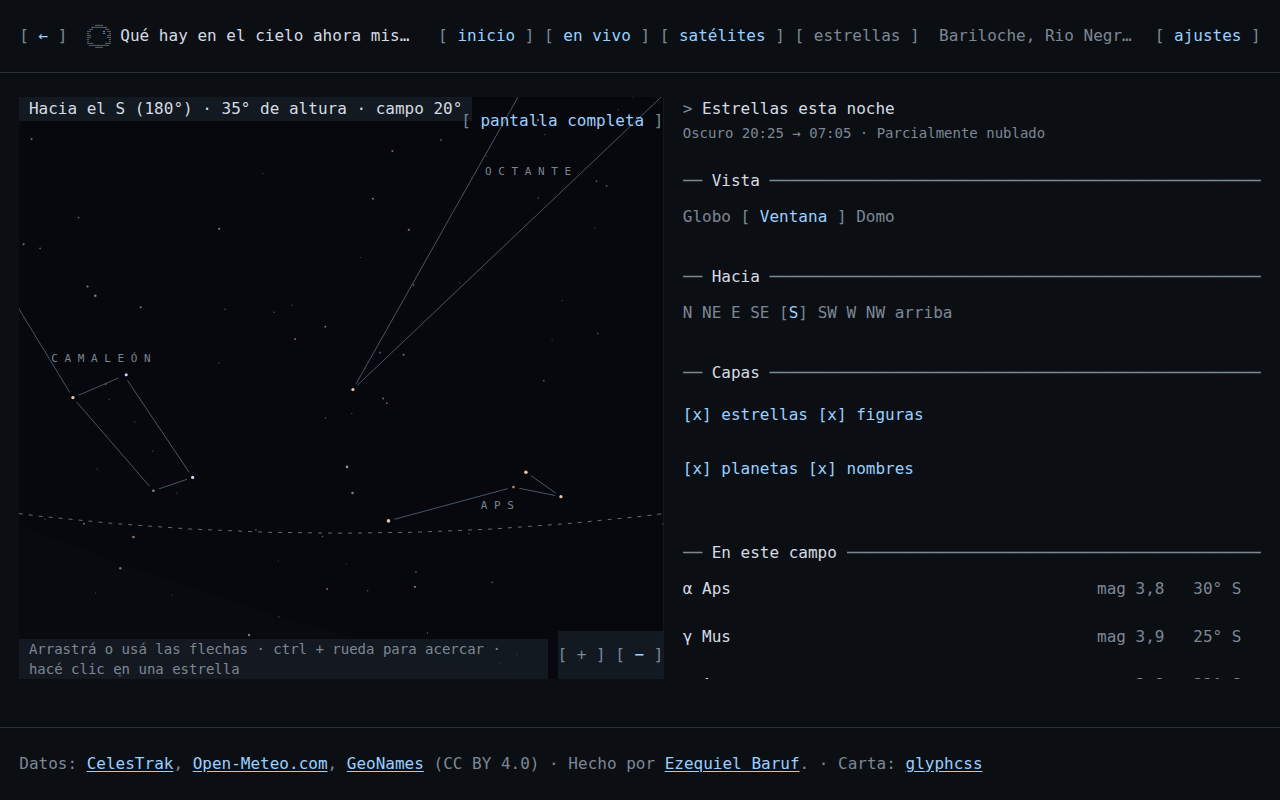 [ ← ] Qué hay en el cielo ahora mis… [ inicio ] [ en vivo ] [ satélites ] [ estrellas ] Bariloche, Rio Negr… [ ajustes ]
Hacia el S (180°) · 35° de altura · campo 20°
[ pantalla completa ]
OCTANTE
CAMALEÓN
APS
Arrastrá o usá las flechas · ctrl + rueda para acercar ·
hacé clic en una estrella
[ + ] [ − ]
> Estrellas esta noche
Oscuro 20:25 → 07:05 · Parcialmente nublado
Vista
Globo [ Ventana ] Domo
Hacia
N NE E SE [S] SW W NW arriba
Capas
[x] estrellas [x] figuras
[x] planetas [x] nombres
En este campo
α Aps mag 3,8 30° S
γ Mus mag 3,9 25° S
Datos: CelesTrak, Open-Meteo.com, GeoNames (CC BY 4.0) · Hecho por Ezequiel Baruf. · Carta: glyphcss